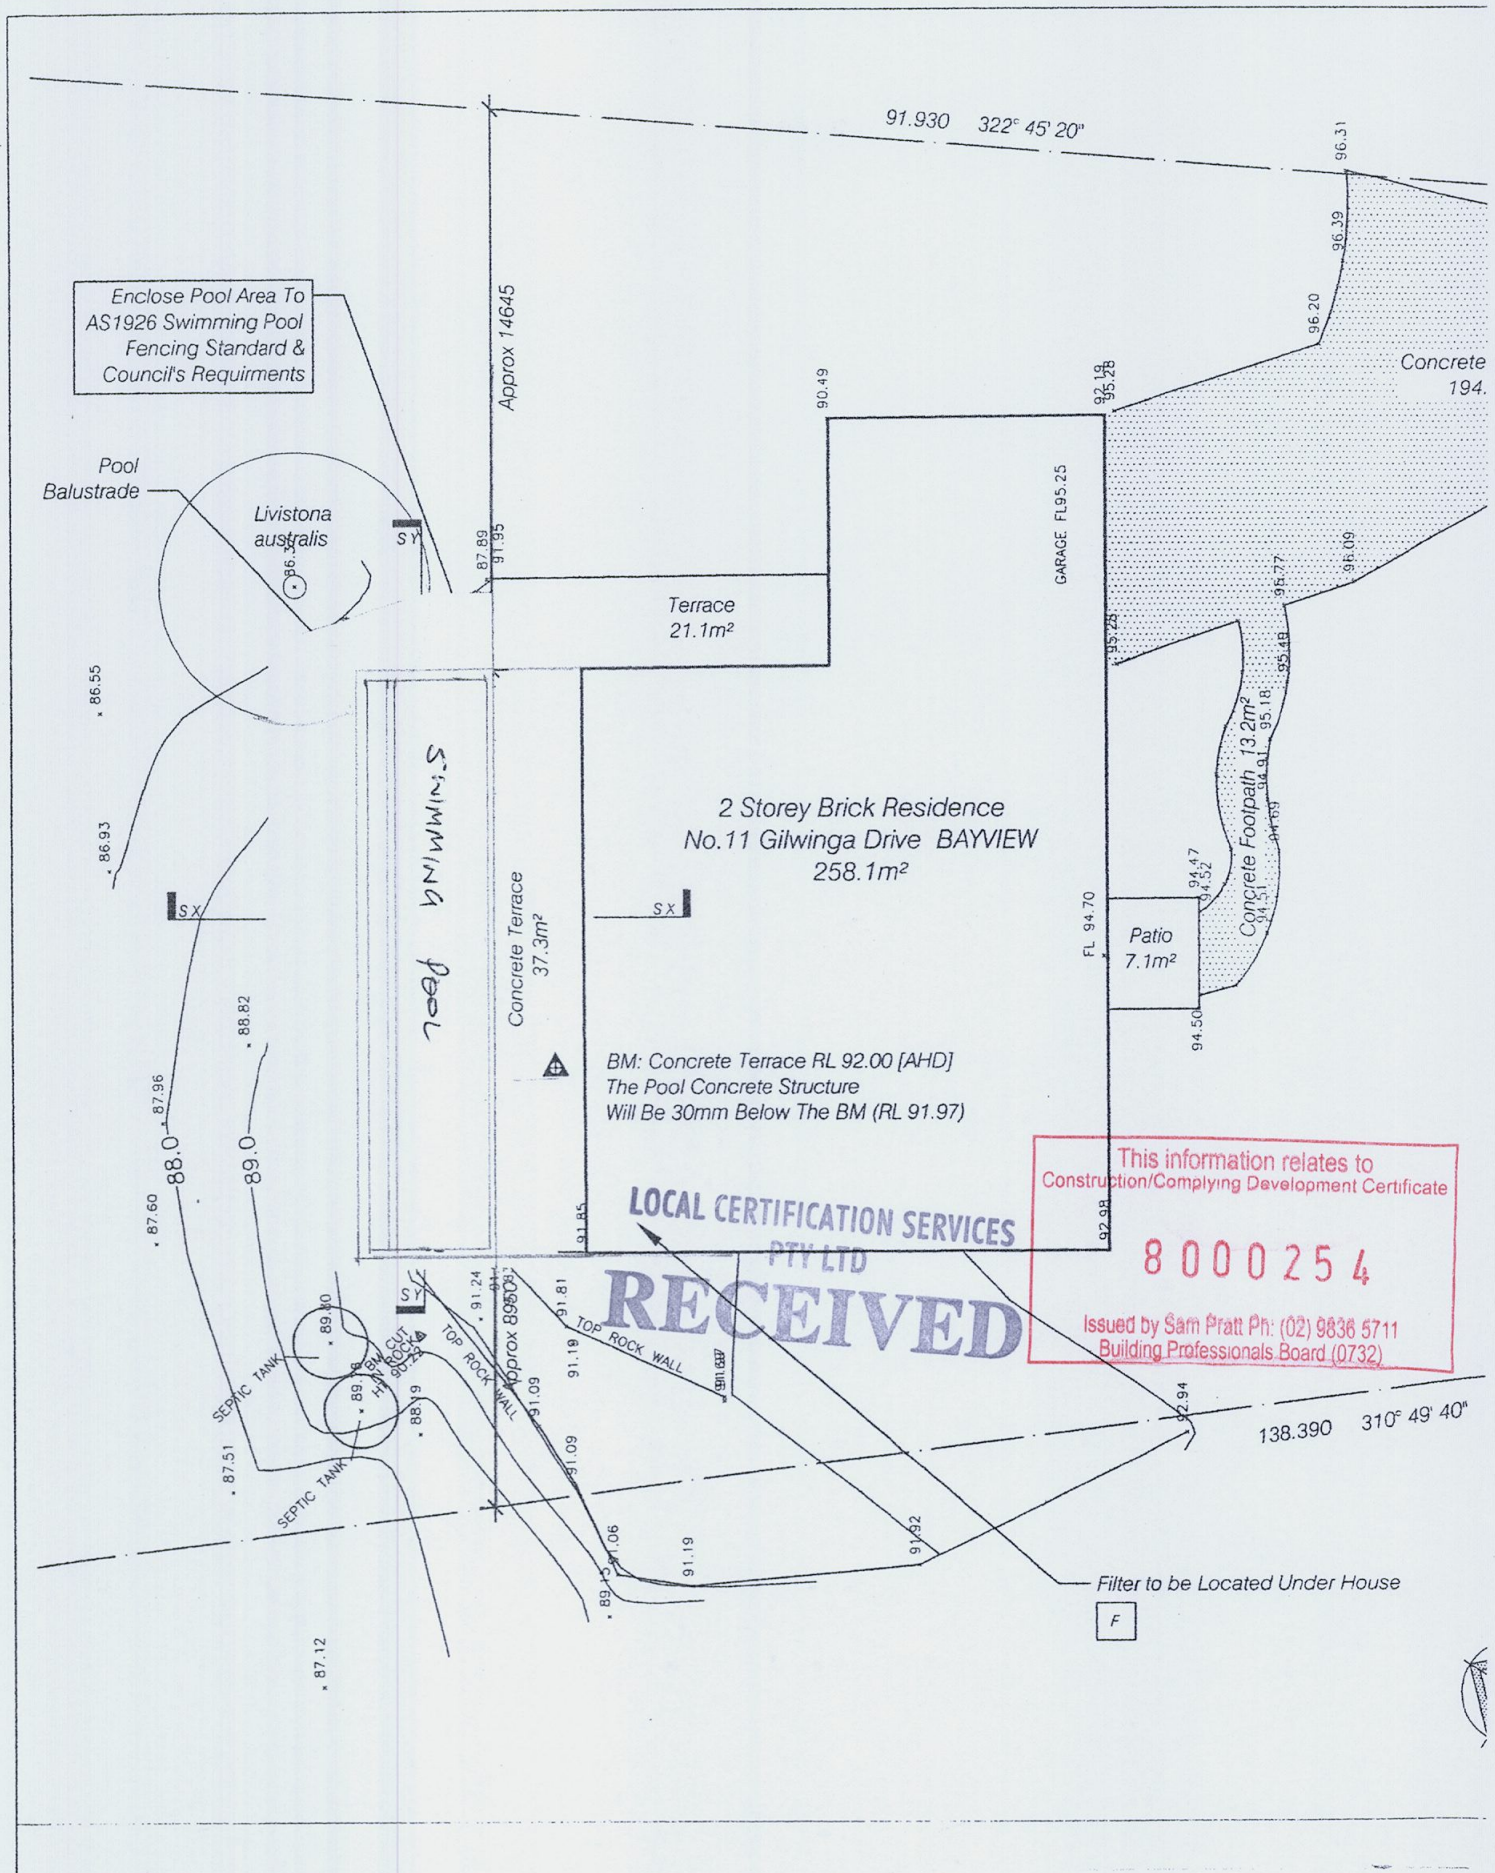 91.930 322° 45' 20"
96.31
96.39
96.20
Enclose Pool Area To
AS1926 Swimming Pool
Fencing Standard &
Council's Requirments
Approx 14645
Concrete
194.
90.49
92.19
95.28
Pool
Balustrade
Livistona
australis
SY
87.89
91.95
GARAGE FL95.25
96.09
95.77
Terrace
21.1m²
95.28
95.49
86.55
95.18
SWIMMING POOL
2 Storey Brick Residence
No.11 Gilwinga Drive BAYVIEW
258.1m²
Concrete Footpath 13.2m²
94.91
94.69
86.93
94.47
94.52
94.51
SX
SX
Concrete Terrace
37.3m²
FL 94.70
Patio
7.1m²
88.82
94.50
BM: Concrete Terrace RL 92.00 [AHD]
The Pool Concrete Structure
Will Be 30mm Below The BM (RL 91.97)
87.96
88.0
89.0
This information relates to
Construction/Complying Development Certificate
8000254
Issued by Sam Pratt Ph: (02) 9836 5711
Building Professionals Board (0732)
87.60
91.85
92.98
LOCAL CERTIFICATION SERVICES
PTY LTD
RECEIVED
SY
91.24
91.81
89.80
TOP ROCK WALL
TOP ROCK WALL
91.19
SEPTIC TANK
BM CUT
IN ROCK
88.19
91.09
92.94
138.390 310° 49' 40"
87.51
SEPTIC TANK
91.09
91.06
91.19
91.92
89.13
Filter to be Located Under House
F
87.12